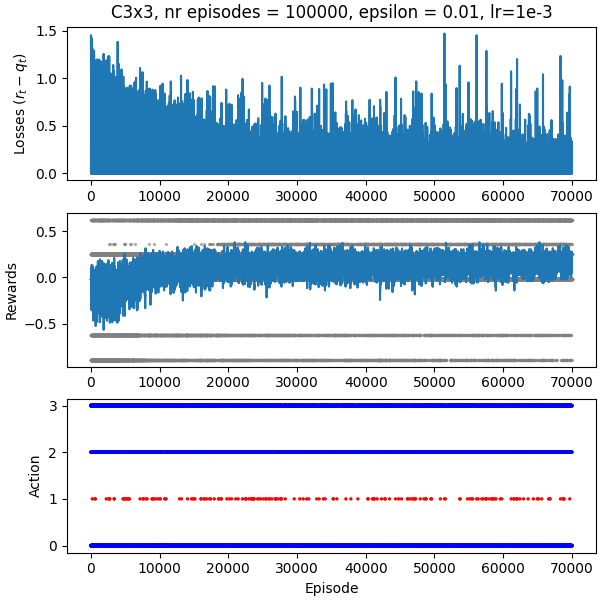 C3x3, nr episodes = 100000, epsilon = 0.01, lr=1e-3
Losses (r_t − q_t)
1.5
1.0
0.5
0.0
0 10000 20000 30000 40000 50000 60000 70000
Rewards
0.5
0.0
−0.5
0 10000 20000 30000 40000 50000 60000 70000
Action
3
2
1
0
0 10000 20000 30000 40000 50000 60000 70000
Episode